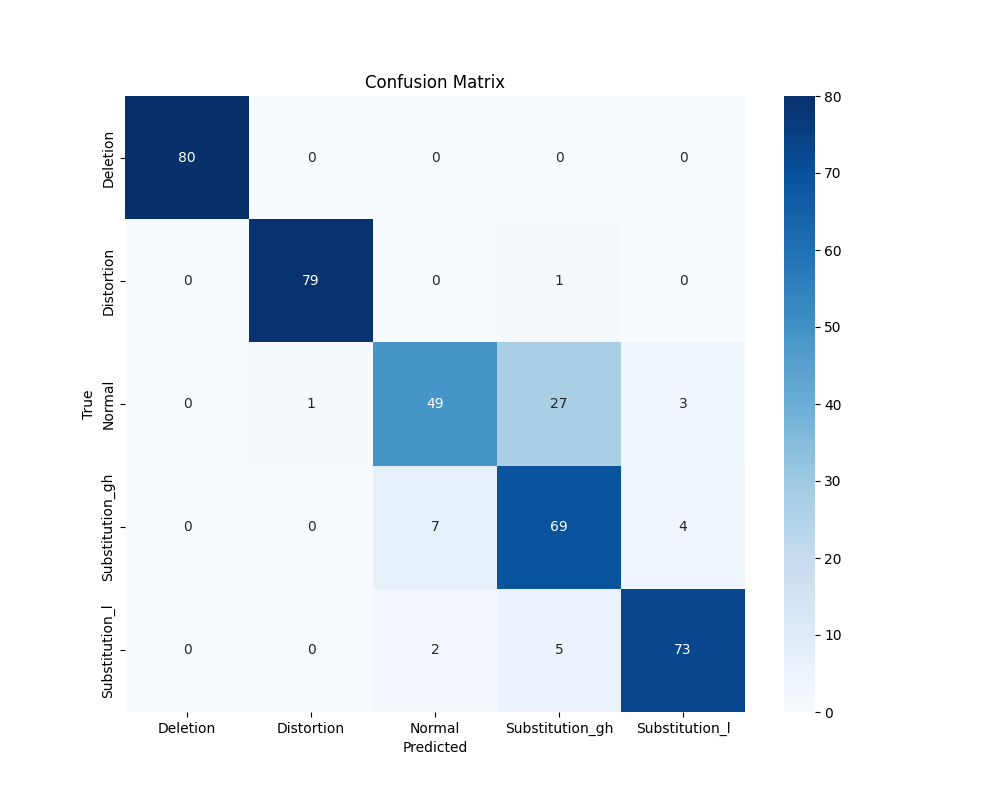 Confusion Matrix
True
Deletion
80 0 0 0 0
Distortion
0 79 0 1 0
Normal
0 1 49 27 3
Substitution_gh
0 0 7 69 4
Substitution_l
0 0 2 5 73
Deletion Distortion Normal Substitution_gh Substitution_l
Predicted
80
70
60
50
40
30
20
10
0